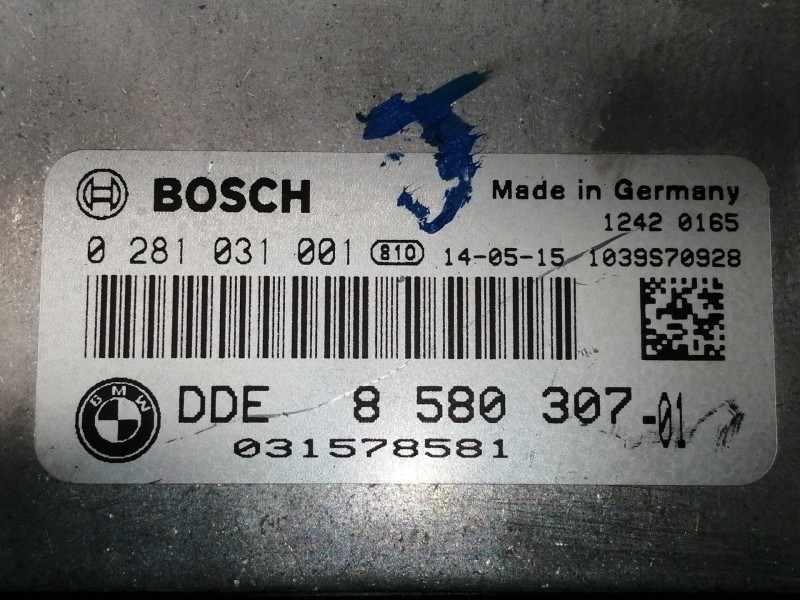 BOSCH Made in Germany
1242 0165
0 281 031 001 810 14-05-15 1039S70928
BMW DDE 8 580 307-01
031578581